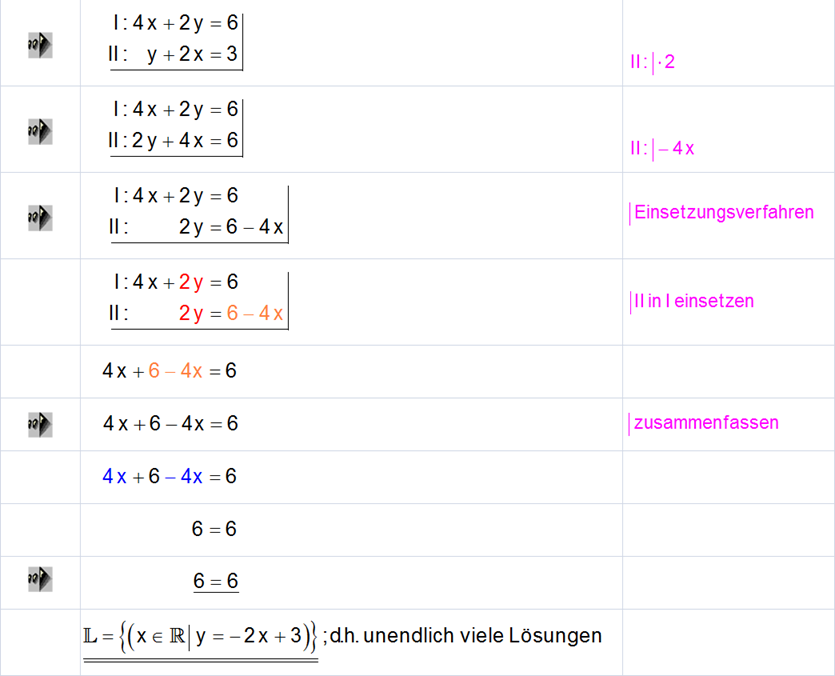 I: 4x + 2y = 6
II: y + 2x = 3
II: | · 2
I: 4x + 2y = 6
II: 2y + 4x = 6
II: | − 4x
I: 4x + 2y = 6
II: 2y = 6 − 4x
| Einsetzungsverfahren
I: 4x + 2y = 6
II: 2y = 6 − 4x
| II in I einsetzen
4x + 6 − 4x = 6
4x + 6 − 4x = 6
| zusammenfassen
4x + 6 − 4x = 6
6 = 6
6 = 6
𝕃 = {(x ∈ ℝ| y = −2x + 3)} ; d.h. unendlich viele Lösungen